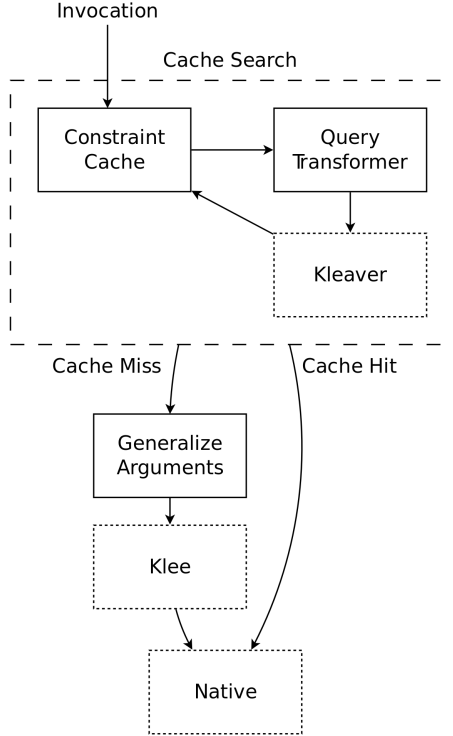 Invocation
Cache Search
Constraint
Cache
Query
Transformer
Kleaver
Cache Miss
Cache Hit
Generalize
Arguments
Klee
Native